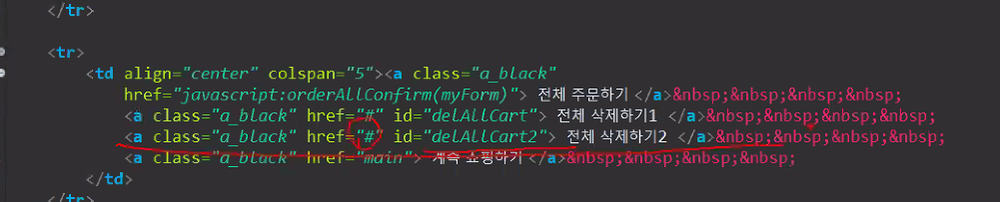 </tr>
<tr>
<td align="center" colspan="5"><a class="a_black"
href="javascript:orderAllConfirm(myForm)"> 전체 주문하기 </a>&nbsp;&nbsp;&nbsp;&nbsp;
<a class="a_black" href="#" id="delAllCart"> 전체 삭제하기1 </a>&nbsp;&nbsp;&nbsp;&nbsp;
<a class="a_black" href="#" id="delAllCart2"> 전체 삭제하기2 </a>&nbsp;&nbsp;&nbsp;&nbsp;
<a class="a_black" href="main"> 계속 쇼핑하기 </a>&nbsp;&nbsp;&nbsp;&nbsp;
</td>
</tr>